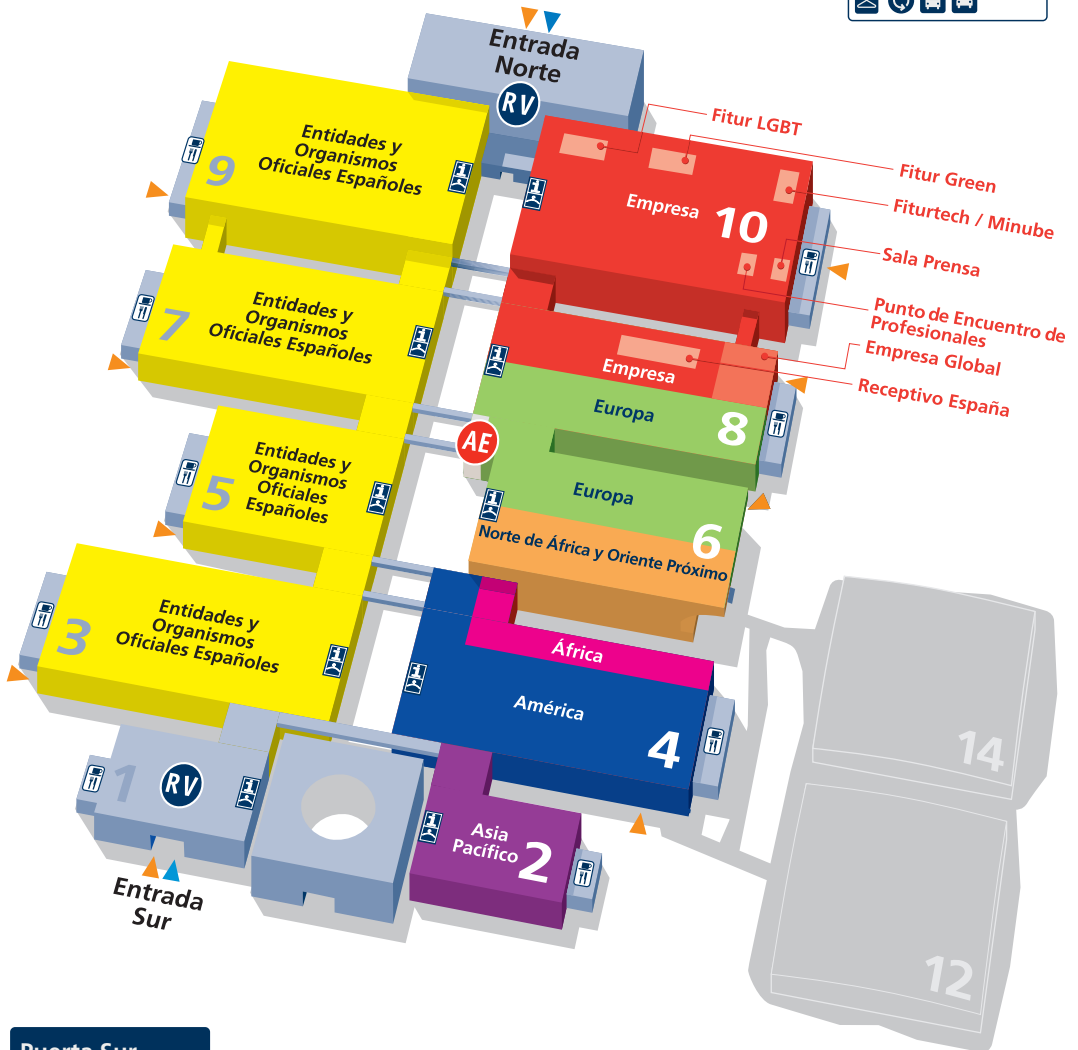 Entrada
Norte
RV
Fitur LGBT
Fitur Green
Fiturtech / Minube
Sala Prensa
Punto de Encuentro de
Profesionales
Empresa Global
Receptivo España
Entidades y
Organismos
Oficiales Españoles
9
Empresa
10
Entidades y
Organismos
Oficiales Españoles
7
Empresa
Europa
8
AE
Entidades y
Organismos
Oficiales
Españoles
5
Europa
6
Norte de África y Oriente Próximo
Entidades y
Organismos
Oficiales Españoles
3
África
América
4
14
1
RV
Asia
Pacífico
2
Entrada
Sur
12
Puerta Sur